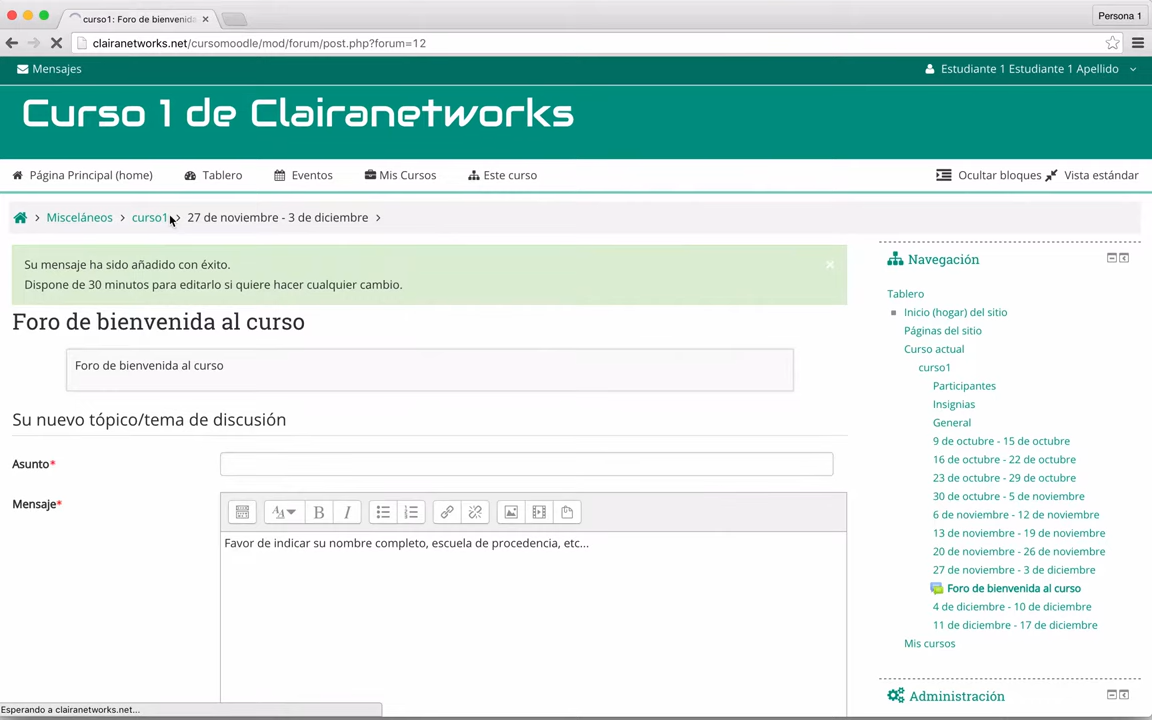 curso1: Foro de bienvenida
Persona 1
clairanetworks.net/cursomoodle/mod/forum/post.php?forum=12
Mensajes
Estudiante 1 Estudiante 1 Apellido
Curso 1 de Clairanetworks
Página Principal (home) Tablero Eventos Mis Cursos Este curso Ocultar bloques Vista estándar
Misceláneos curso1 27 de noviembre - 3 de diciembre
Su mensaje ha sido añadido con éxito.
Dispone de 30 minutos para editarlo si quiere hacer cualquier cambio.
Foro de bienvenida al curso
Foro de bienvenida al curso
Su nuevo tópico/tema de discusión
Asunto*
Mensaje*
Favor de indicar su nombre completo, escuela de procedencia, etc...
Navegación
Tablero
Inicio (hogar) del sitio
Páginas del sitio
Curso actual
curso1
Participantes
Insignias
General
9 de octubre - 15 de octubre
16 de octubre - 22 de octubre
23 de octubre - 29 de octubre
30 de octubre - 5 de noviembre
6 de noviembre - 12 de noviembre
13 de noviembre - 19 de noviembre
20 de noviembre - 26 de noviembre
27 de noviembre - 3 de diciembre
Foro de bienvenida al curso
4 de diciembre - 10 de diciembre
11 de diciembre - 17 de diciembre
Mis cursos
Administración
Esperando a clairanetworks.net...